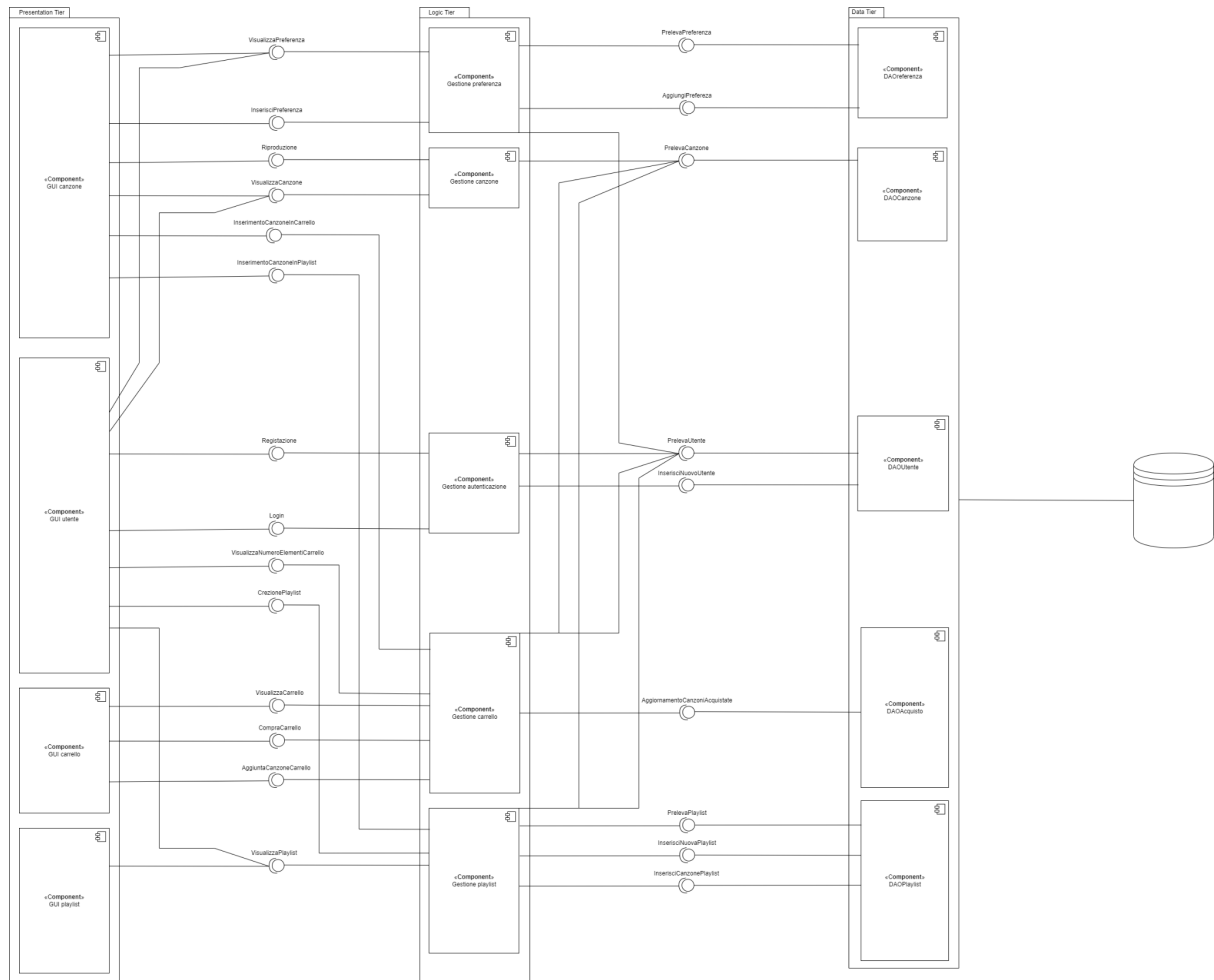 Presentation Tier
Logic Tier
Data Tier
«Component»
GUI canzone
VisualizzaPreferenza
InserisciPreferenza
Riproduzione
VisualizzaCanzone
InserimentoCanzoneInCarrello
InserimentoCanzoneInPlaylist
«Component»
Gestione preferenza
«Component»
Gestione canzone
PrelevaPreferenza
AggiungiPrefereza
PrelevaCanzone
«Component»
DAOreferenza
«Component»
DAOCanzone
«Component»
GUI utente
Registazione
Login
VisualizzaNumeroElementiCarrello
CrezionePlaylist
«Component»
Gestione autenticazione
PrelevaUtente
InserisciNuovoUtente
«Component»
DAOUtente
«Component»
GUI carrello
VisualizzaCarrello
CompraCarrello
AggiuntaCanzoneCarrello
«Component»
Gestione carrello
AggiornamentoCanzoniAcquistate
«Component»
DAOAcquisto
«Component»
GUI playlist
VisualizzaPlaylist
«Component»
Gestione playlist
PrelevaPlaylist
InserisciNuovaPlaylist
InserisciCanzonePlaylist
«Component»
DAOPlaylist